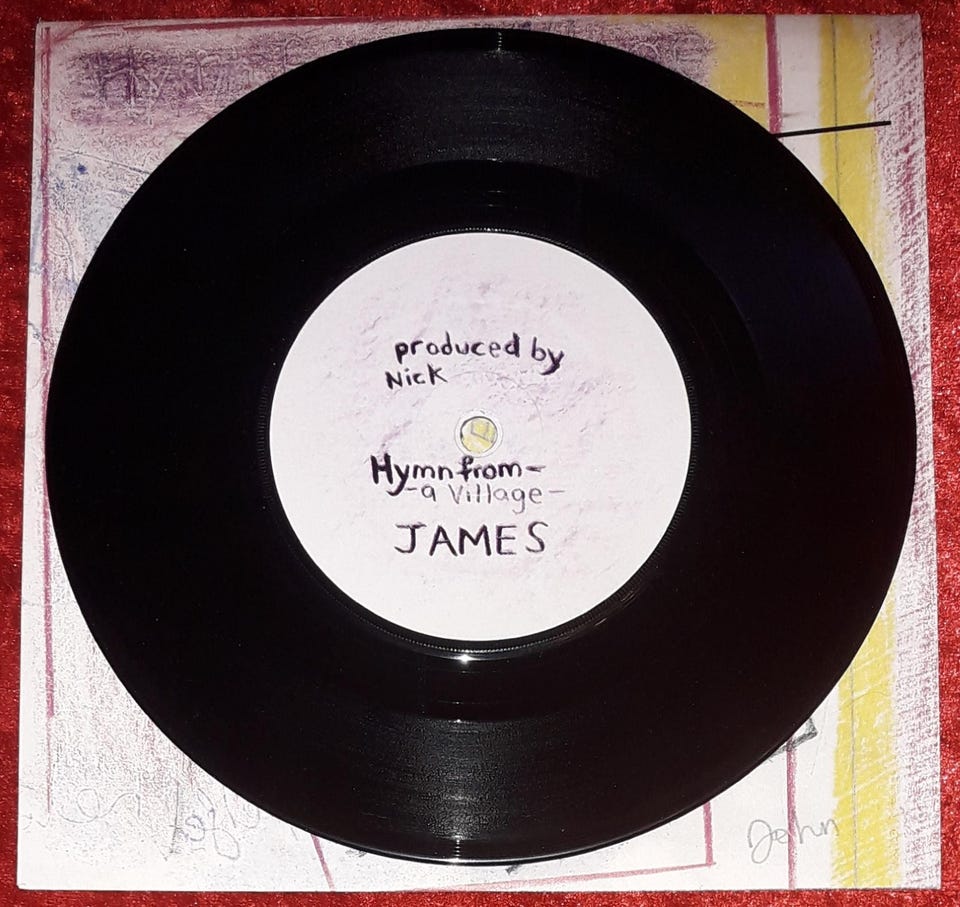 produced by
Nick
Hymn from-
-a Village-
JAMES
John